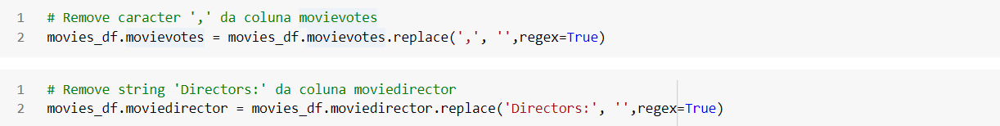 1 # Remove caracter ',' da coluna movievotes
2 movies_df.movievotes = movies_df.movievotes.replace(',', '',regex=True)
1 # Remove string 'Directors:' da coluna moviedirector
2 movies_df.moviedirector = movies_df.moviedirector.replace('Directors:', '',regex=True)